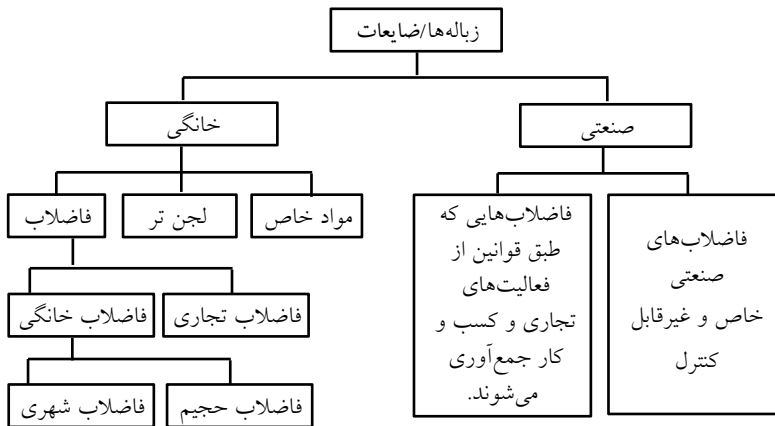 زباله‌ها/ضایعات
صنعتی
خانگی
فاضلاب‌های
صنعتی
خاص و غیرقابل
کنترل
فاضلاب‌هایی که
طبق قوانین از
فعالیت‌های
تجاری و کسب و
کار جمع‌آوری
می‌شوند.
مواد خاص
لجن تر
فاضلاب
فاضلاب تجاری
فاضلاب خانگی
فاضلاب حجیم
فاضلاب شهری